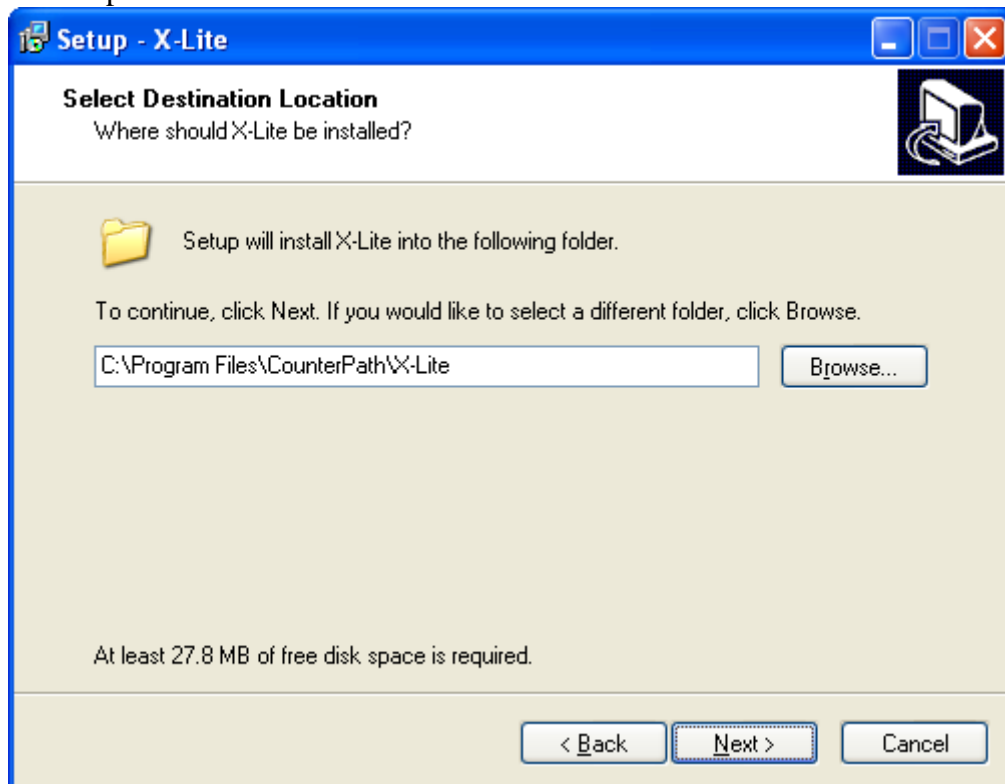 Setup - X-Lite
Select Destination Location
Where should X-Lite be installed?
Setup will install X-Lite into the following folder.
To continue, click Next. If you would like to select a different folder, click Browse.
C:\Program Files\CounterPath\X-Lite
Browse...
At least 27.8 MB of free disk space is required.
< Back
Next >
Cancel